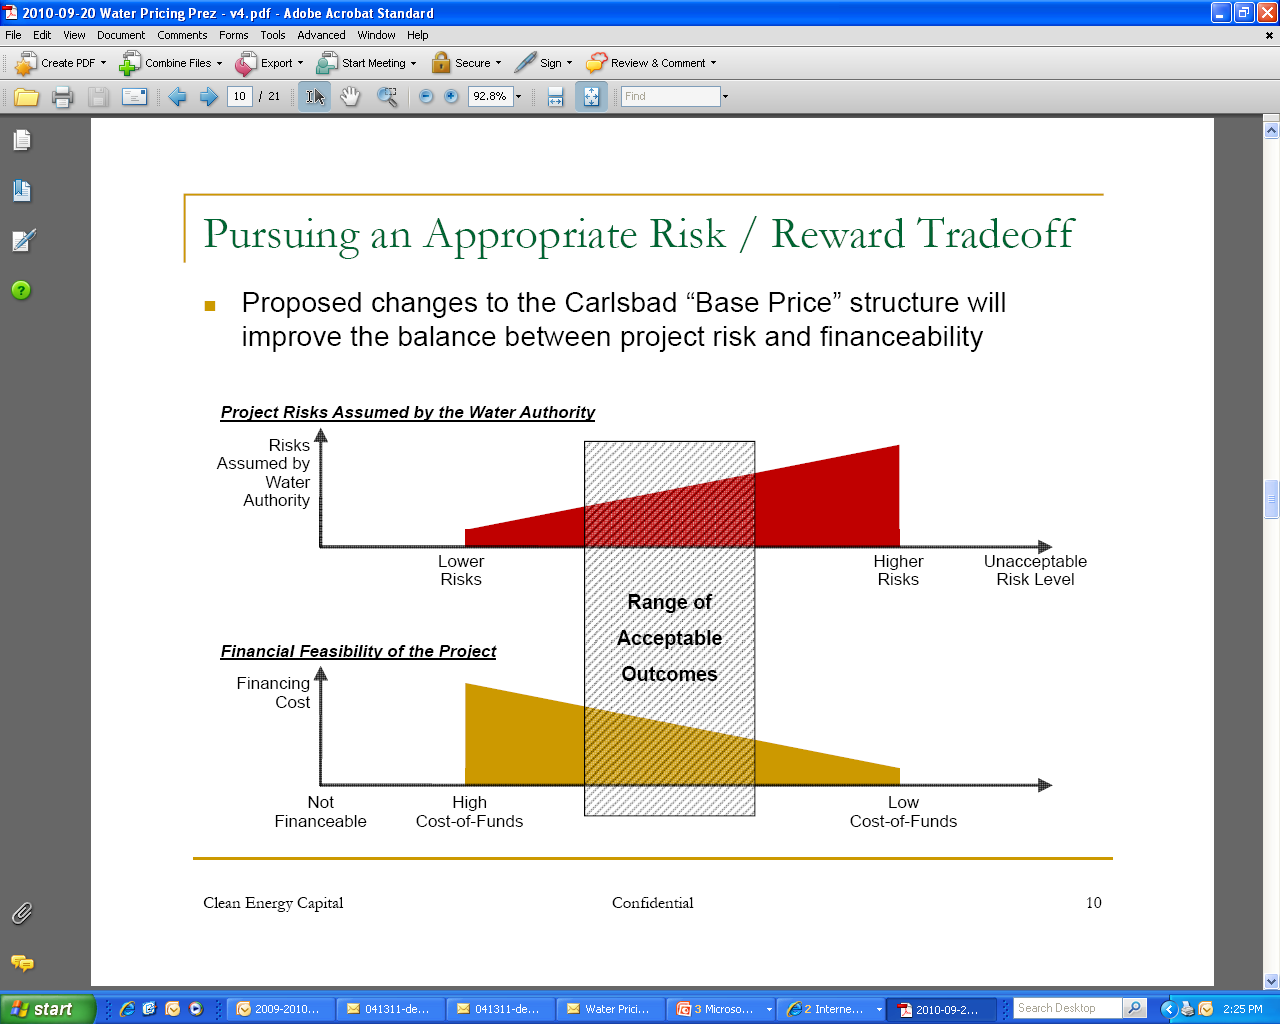 2010-09-20 Water Pricing Prez - v4.pdf - Adobe Acrobat Standard
File Edit View Document Comments Forms Tools Advanced Window Help
Create PDF Combine Files Export Start Meeting Secure Sign Review & Comment
10 / 21 92.8% Find
Pursuing an Appropriate Risk / Reward Tradeoff
Proposed changes to the Carlsbad “Base Price” structure will
improve the balance between project risk and financeability
Project Risks Assumed by the Water Authority
Risks
Assumed by
Water
Authority
Lower
Risks
Higher
Risks
Unacceptable
Risk Level
Range of
Acceptable
Outcomes
Financial Feasibility of the Project
Financing
Cost
Not
Financeable
High
Cost-of-Funds
Low
Cost-of-Funds
Clean Energy Capital Confidential 10
start 2009-2010... 041311-de... 041311-de... Water Prici... 3 Microso... 2 Interne... 2010-09-2... Search Desktop 2:25 PM